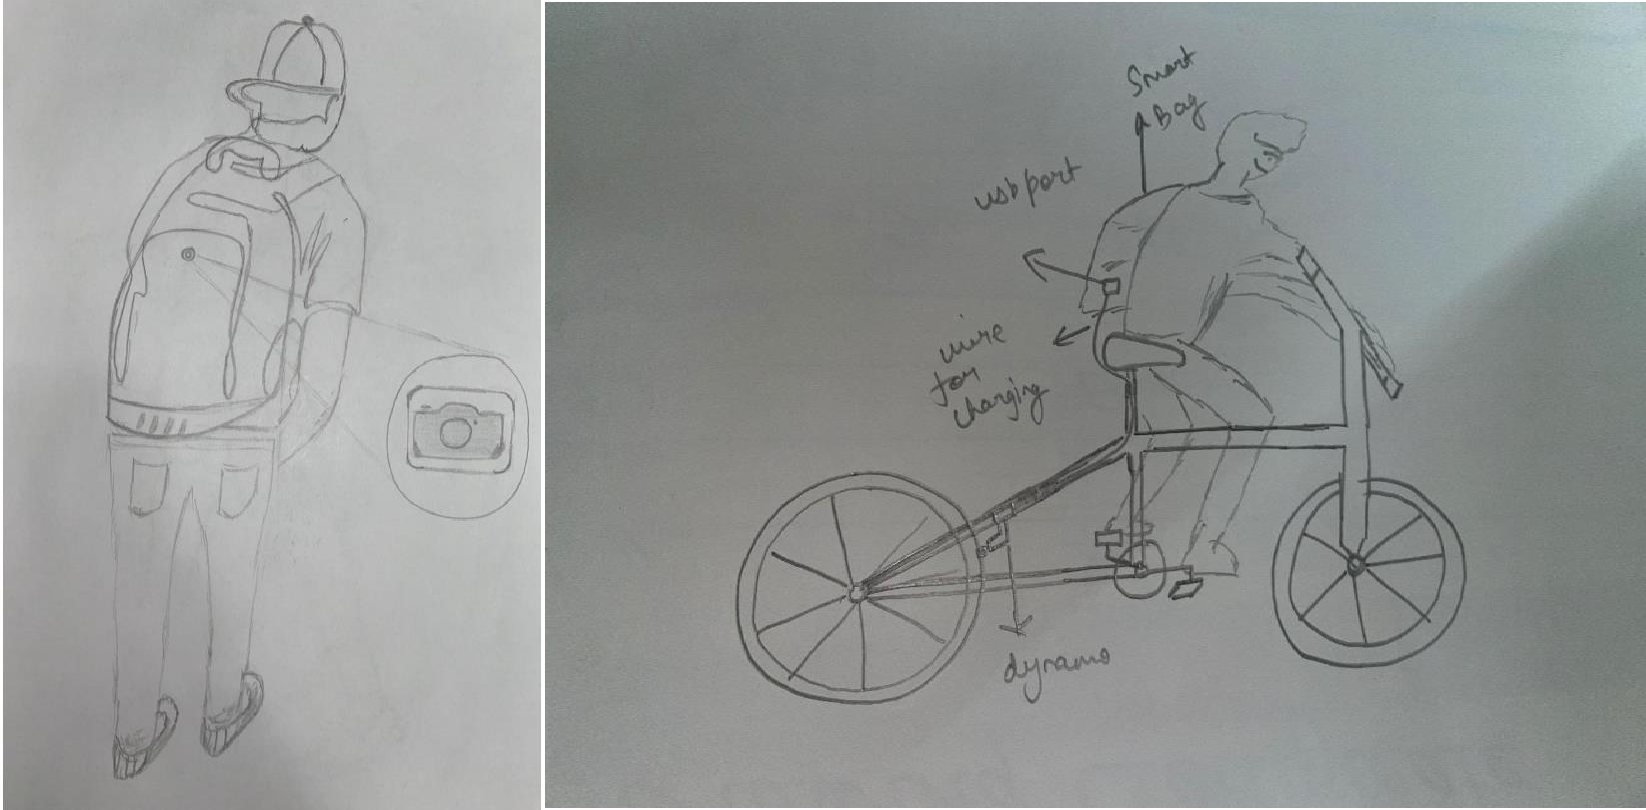 Smart
Bag
usb port
wire
for
charging
dynamo